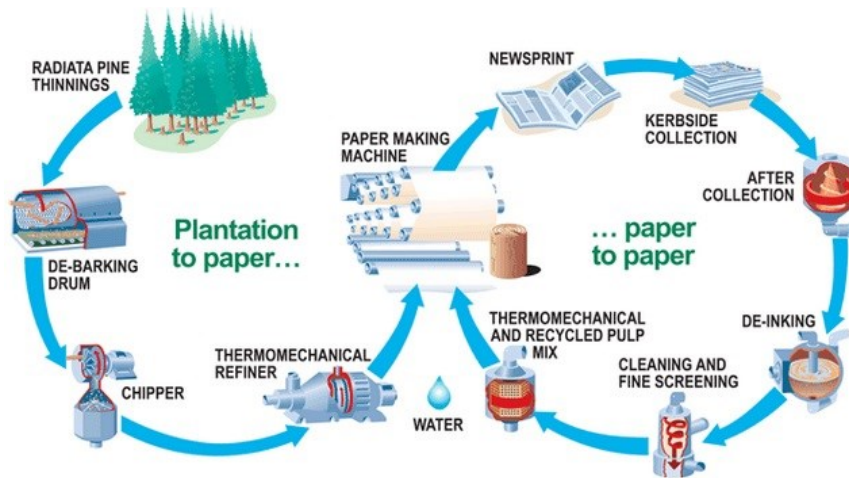 RADIATA PINE
THINNINGS
DE-BARKING
DRUM
CHIPPER
THERMOMECHANICAL
REFINER
Plantation
to paper...
PAPER MAKING
MACHINE
WATER
NEWSPRINT
KERBSIDE
COLLECTION
AFTER
COLLECTION
... paper
to paper
DE-INKING
CLEANING AND
FINE SCREENING
THERMOMECHANICAL
AND RECYCLED PULP
MIX